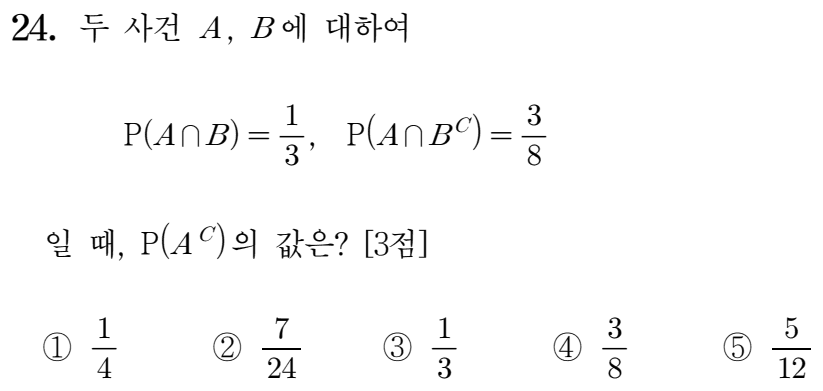 24. 두 사건 A, B에 대하여
P(A∩B) = 1/3, P(A∩B^C) = 3/8
일 때, P(A^C)의 값은? [3점]
① 1/4 ② 7/24 ③ 1/3 ④ 3/8 ⑤ 5/12